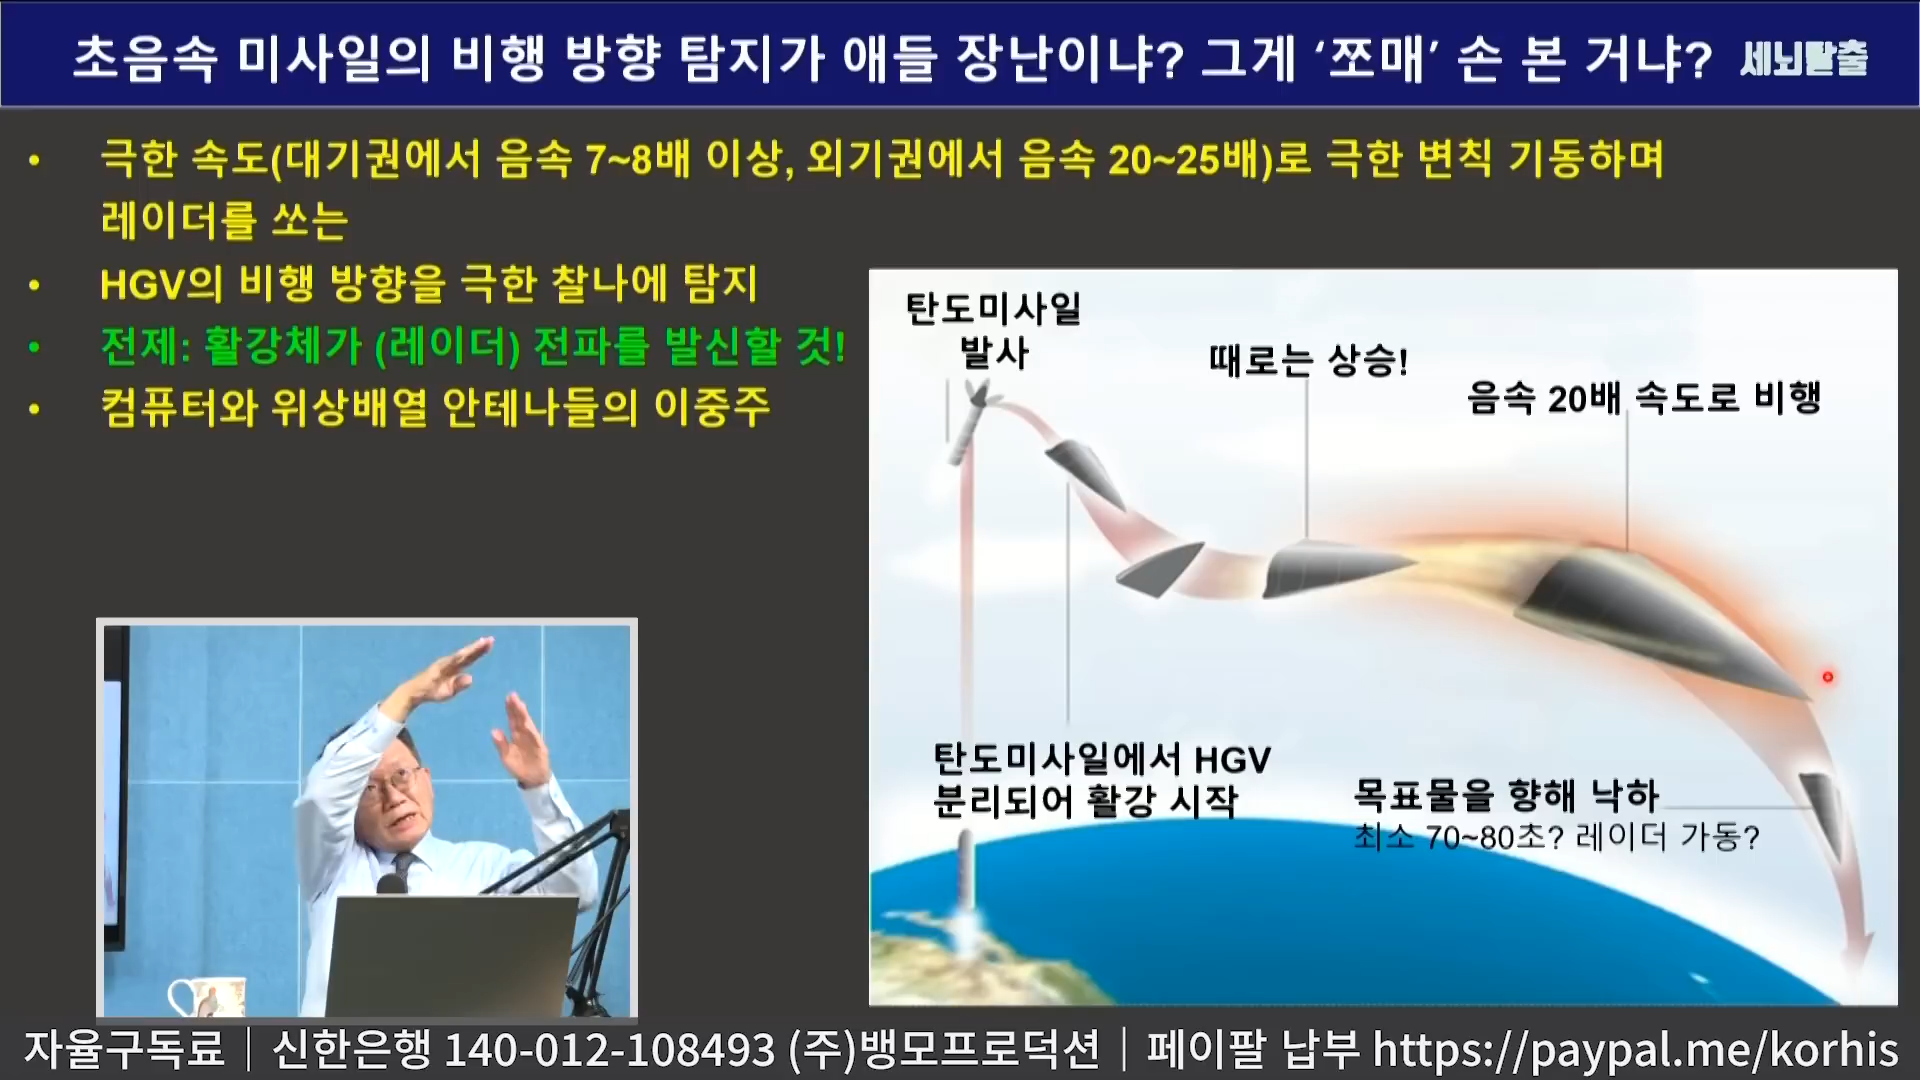 초음속 미사일의 비행 방향 탐지가 애들 장난이냐? 그게 ‘쪼매’ 손 본 거냐? 세뇌탈출
• 극한 속도(대기권에서 음속 7~8배 이상, 외기권에서 음속 20~25배)로 극한 변칙 기동하며
레이더를 쏘는
• HGV의 비행 방향을 극한 찰나에 탐지
• 전제: 활강체가 (레이더) 전파를 발신할 것!
• 컴퓨터와 위상배열 안테나들의 이중주
탄도미사일
발사
때로는 상승!
음속 20배 속도로 비행
탄도미사일에서 HGV
분리되어 활강 시작
목표물을 향해 낙하
최소 70~80초? 레이더 가동?
자율구독료│신한은행 140-012-108493 (주)뱅모프로덕션│페이팔 납부 https://paypal.me/korhis